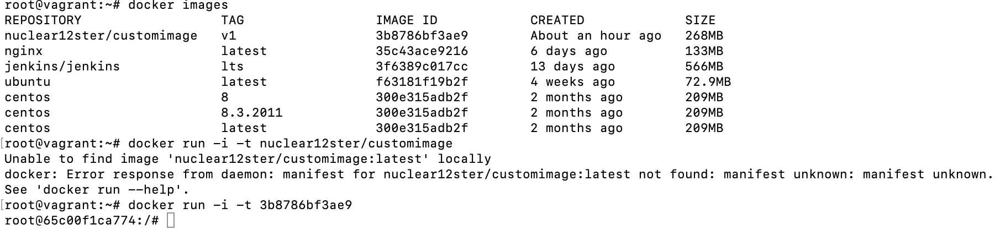 root@vagrant:~# docker images
REPOSITORY TAG IMAGE ID CREATED SIZE
nuclear12ster/customimage v1 3b8786bf3ae9 About an hour ago 268MB
nginx latest 35c43ace9216 6 days ago 133MB
jenkins/jenkins lts 3f6389c017cc 13 days ago 566MB
ubuntu latest f63181f19b2f 4 weeks ago 72.9MB
centos 8 300e315adb2f 2 months ago 209MB
centos 8.3.2011 300e315adb2f 2 months ago 209MB
centos latest 300e315adb2f 2 months ago 209MB
[root@vagrant:~# docker run -i -t nuclear12ster/customimage
Unable to find image 'nuclear12ster/customimage:latest' locally
docker: Error response from daemon: manifest for nuclear12ster/customimage:latest not found: manifest unknown: manifest unknown.
See 'docker run --help'.
[root@vagrant:~# docker run -i -t 3b8786bf3ae9
root@65c00f1ca774:/#